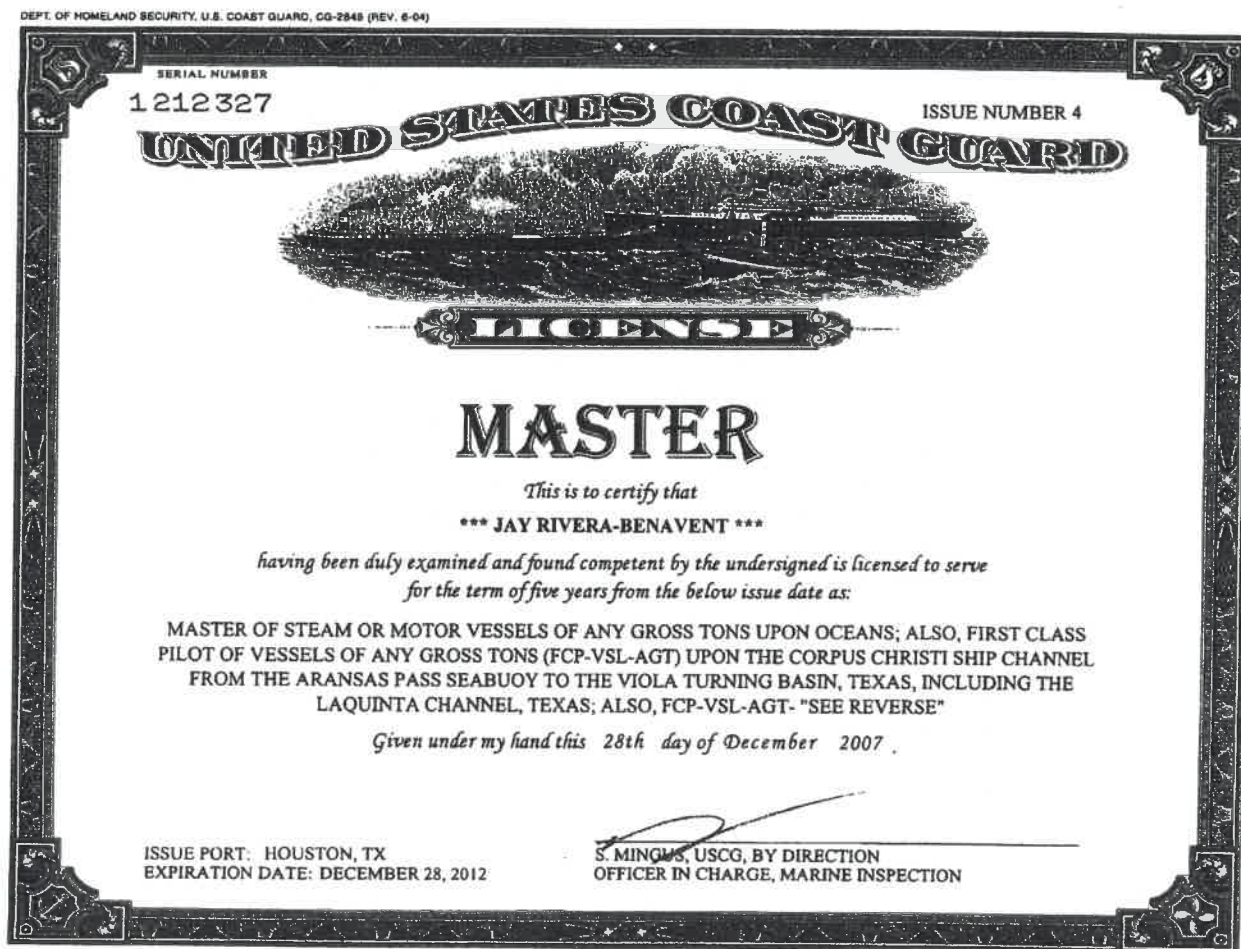 DEPT. OF HOMELAND SECURITY, U.S. COAST GUARD, CG-2849 (REV. 6-04)
SERIAL NUMBER
1212327
ISSUE NUMBER 4
UNITED STATES COAST GUARD
LICENSE
MASTER
This is to certify that
*** JAY RIVERA-BENAVENT ***
having been duly examined and found competent by the undersigned is licensed to serve
for the term of five years from the below issue date as:
MASTER OF STEAM OR MOTOR VESSELS OF ANY GROSS TONS UPON OCEANS; ALSO, FIRST CLASS
PILOT OF VESSELS OF ANY GROSS TONS (FCP-VSL-AGT) UPON THE CORPUS CHRISTI SHIP CHANNEL
FROM THE ARANSAS PASS SEABUOY TO THE VIOLA TURNING BASIN, TEXAS, INCLUDING THE
LAQUINTA CHANNEL, TEXAS; ALSO, FCP-VSL-AGT- "SEE REVERSE"
Given under my hand this 28th day of December 2007 .
ISSUE PORT: HOUSTON, TX
EXPIRATION DATE: DECEMBER 28, 2012
S. MINGUS, USCG, BY DIRECTION
OFFICER IN CHARGE, MARINE INSPECTION